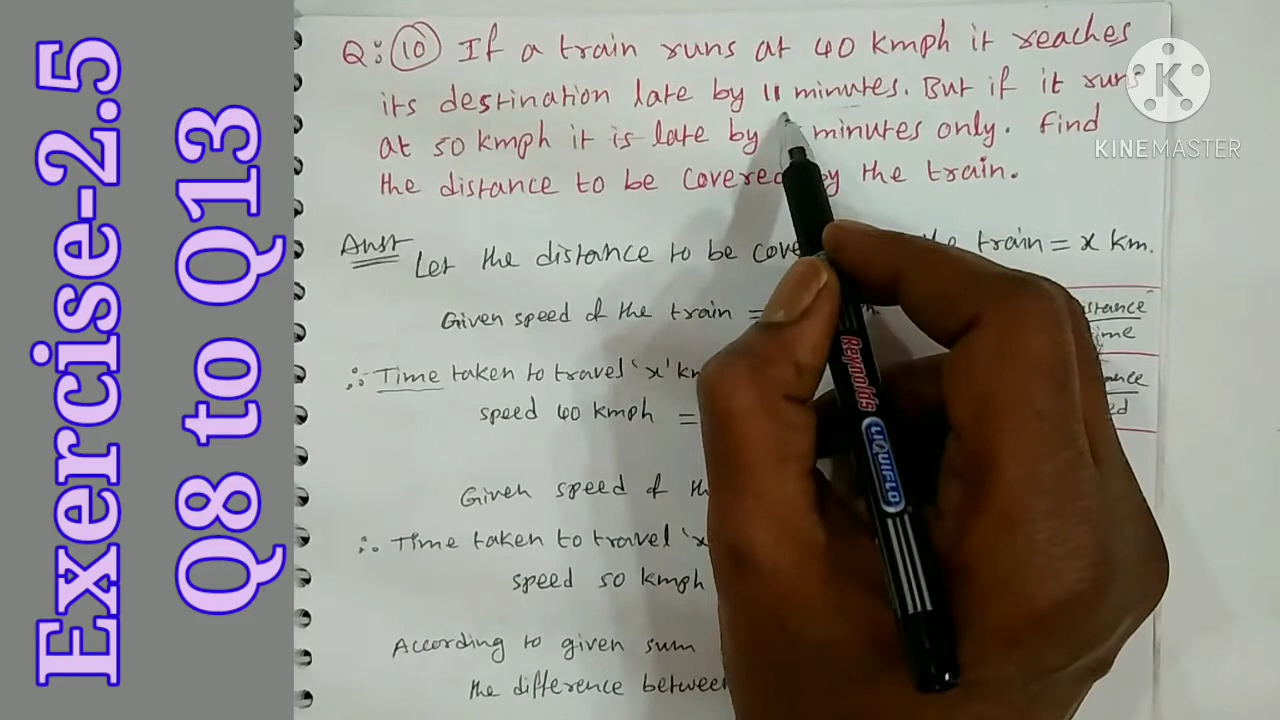 Exercise-2.5
Q8 to Q13
Q: 10 If a train runs at 40 kmph it reaches
its destination late by 11 minutes. But if it runs
at 50 kmph it is late by minutes only. Find
the distance to be covered by the train.
Ans: Let the distance to be the train = x km.
Given speed of the train =
∴ Time taken to travel 'x' km
speed 40 kmph =
Given speed of
∴ Time taken to travel 'x
speed 50 kmph
According to given sum
the difference between
K
KINEMASTER